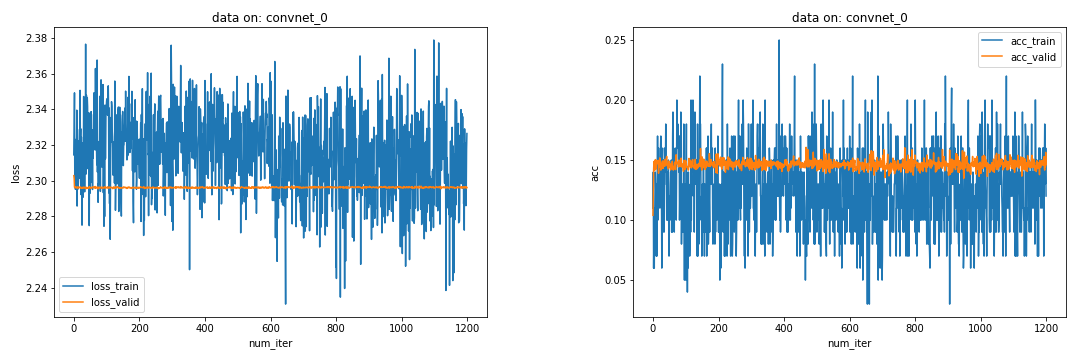 data on: convnet_0
2.38
2.36
2.34
2.32
2.30
2.28
2.26
2.24
loss
loss_train
loss_valid
0 200 400 600 800 1000 1200
num_iter
data on: convnet_0
0.25
0.20
0.15
0.10
0.05
acc
acc_train
acc_valid
0 200 400 600 800 1000 1200
num_iter